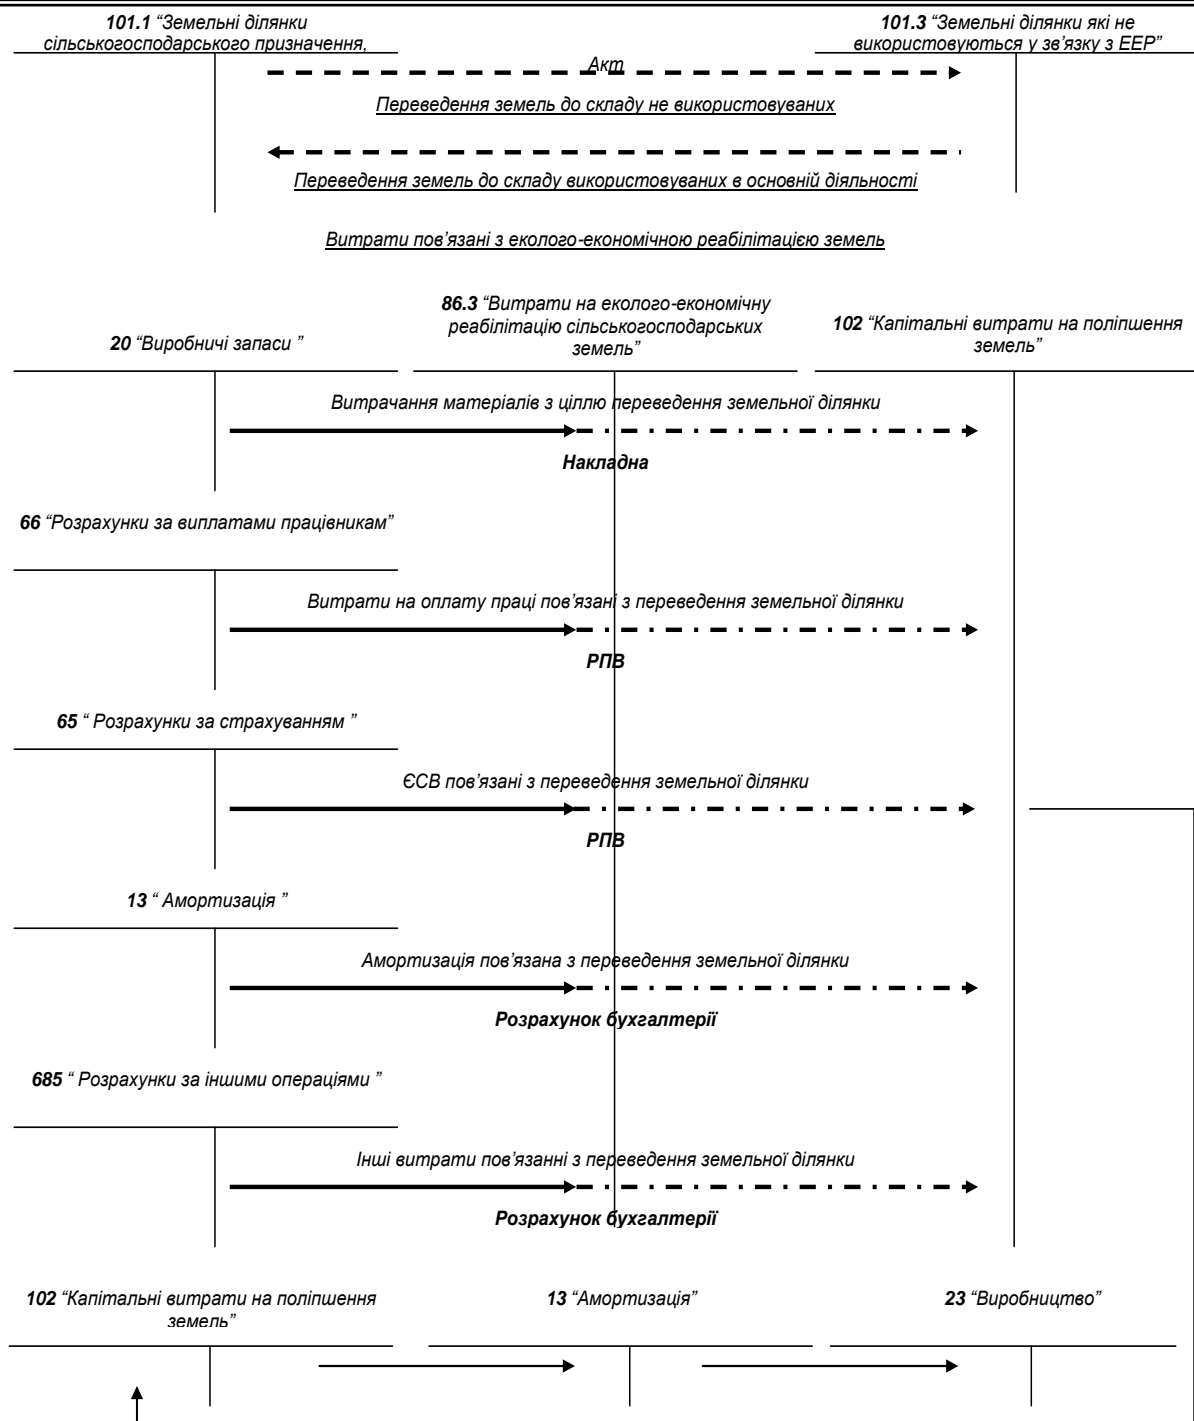 101.1 “Земельні ділянки
сільськогосподарського призначення,
101.3 “Земельні ділянки які не
використовуються у зв’язку з ЕЕР”
Акт
Переведення земель до складу не використовуваних
Переведення земель до складу використовуваних в основній діяльності
Витрати пов’язані з еколого-економічною реабілітацією земель
20 “Виробничі запаси ”
86.3 “Витрати на еколого-економічну
реабілітацію сільськогосподарських
земель”
102 “Капітальні витрати на поліпшення
земель”
Витрачання матеріалів з ціллю переведення земельної ділянки
Накладна
66 “Розрахунки за виплатами працівникам”
Витрати на оплату праці пов’язані з переведення земельної ділянки
РПВ
65 “ Розрахунки за страхуванням ”
ЄСВ пов’язані з переведення земельної ділянки
РПВ
13 “ Амортизація ”
Амортизація пов’язана з переведення земельної ділянки
Розрахунок бухгалтерії
685 “ Розрахунки за іншими операціями ”
Інші витрати пов’язанні з переведення земельної ділянки
Розрахунок бухгалтерії
102 “Капітальні витрати на поліпшення
земель”
13 “Амортизація”
23 “Виробництво”